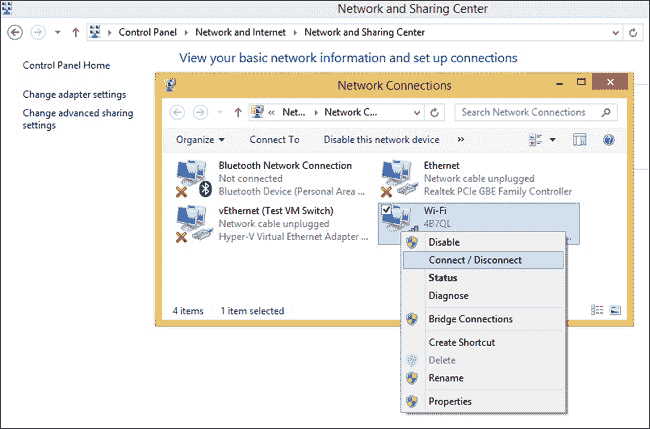 Network and Sharing Center
Control Panel Network and Internet Network and Sharing Center
Control Panel Home
Change adapter settings
Change advanced sharing
settings
View your basic network information and set up connections
Network Connections
« Net... Network C...
Search Network Connections
Organize Connect To Disable this network device »
Bluetooth Network Connection
Not connected
Bluetooth Device (Personal Area ...
Ethernet
Network cable unplugged
Realtek PCIe GBE Family Controller
vEthernet (Test VM Switch)
Network cable unplugged
Hyper-V Virtual Ethernet Adapter ...
Wi-Fi
4B7QL
Disable
Connect / Disconnect
Status
Diagnose
Bridge Connections
Create Shortcut
Delete
Rename
Properties
4 items 1 item selected